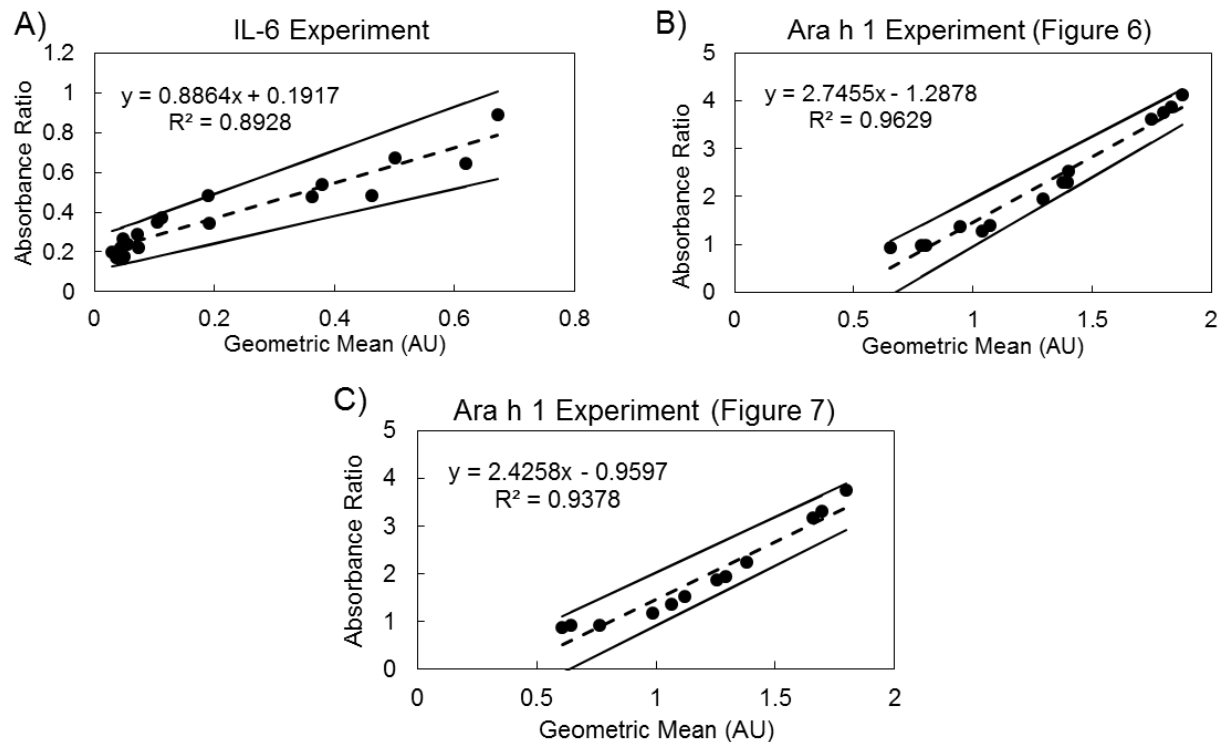 A)
IL-6 Experiment
1.2
1
0.8
0.6
0.4
0.2
0
Absorbance Ratio
y = 0.8864x + 0.1917
R² = 0.8928
0 0.2 0.4 0.6 0.8
Geometric Mean (AU)
B)
Ara h 1 Experiment (Figure 6)
5
4
3
2
1
0
Absorbance Ratio
y = 2.7455x - 1.2878
R² = 0.9629
0 0.5 1 1.5 2
Geometric Mean (AU)
C)
Ara h 1 Experiment (Figure 7)
5
4
3
2
1
0
Absorbance Ratio
y = 2.4258x - 0.9597
R² = 0.9378
0 0.5 1 1.5 2
Geometric Mean (AU)